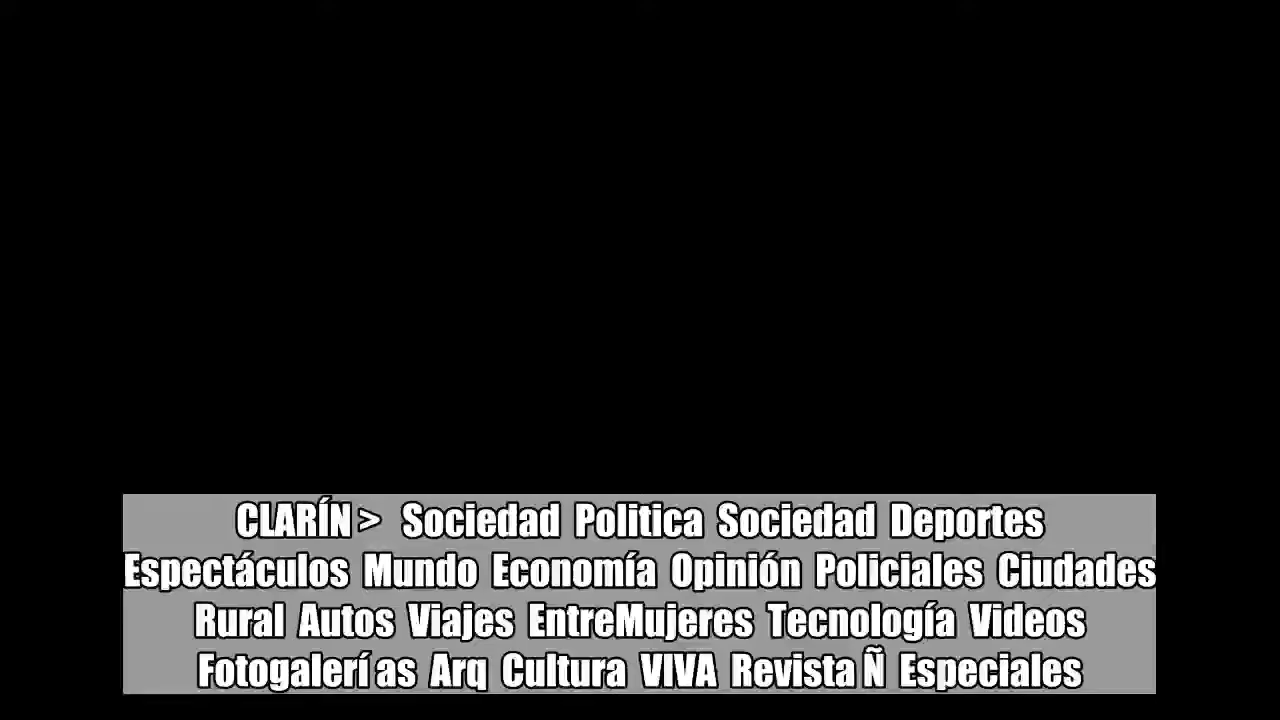 CLARÍN > Sociedad Politica Sociedad Deportes
Espectáculos Mundo Economía Opinión Policiales Ciudades
Rural Autos Viajes EntreMujeres Tecnología Videos
Fotogalerí as Arq Cultura VIVA Revista Ñ Especiales